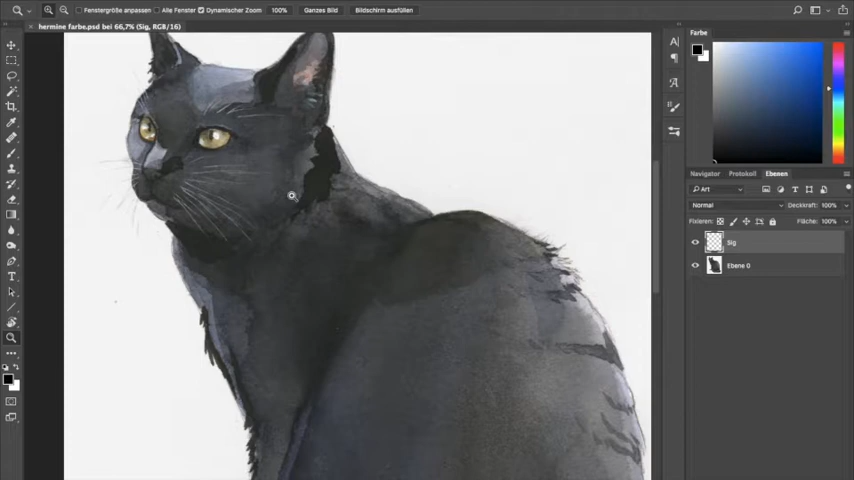 Fenstergröße anpassen Alle Fenster Dynamischer Zoom 100% Ganzes Bild Bildschirm ausfüllen
hermine farbe.psd bei 66,7% (Sig, RGB/16)
Farbe
Navigator Protokoll Ebenen
Art
Normal Deckkraft: 100%
Fixieren: Fläche: 100%
Sig
Ebene 0